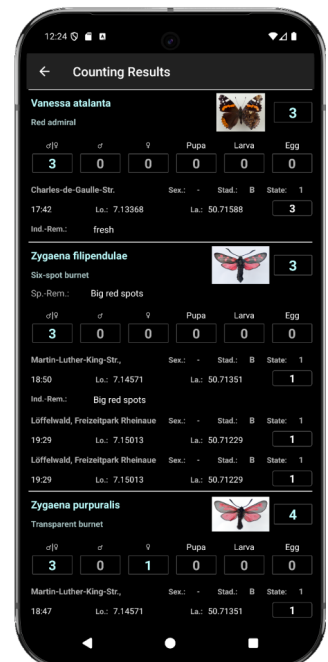 12:24
Counting Results
Vanessa atalanta
Red admiral
3
♂|♀ ♂ ♀ Pupa Larva Egg
3 0 0 0 0 0
Charles-de-Gaulle-Str. Sex.: - Stad.: B State: 1
17:42 Lo.: 7.13368 La.: 50.71588 3
Ind.-Rem.: fresh
Zygaena filipendulae
Six-spot burnet
3
Sp.-Rem.: Big red spots
♂|♀ ♂ ♀ Pupa Larva Egg
3 0 0 0 0 0
Martin-Luther-King-Str., Sex.: - Stad.: B State: 1
18:50 Lo.: 7.14571 La.: 50.71351 1
Ind.-Rem.: Big red spots
Löffelwald, Freizeitpark Rheinaue Sex.: - Stad.: B State: 1
19:29 Lo.: 7.15013 La.: 50.71229 1
Löffelwald, Freizeitpark Rheinaue Sex.: - Stad.: B State: 1
19:29 Lo.: 7.15013 La.: 50.71229 1
Zygaena purpuralis
Transparent burnet
4
♂|♀ ♂ ♀ Pupa Larva Egg
3 0 1 0 0 0
Martin-Luther-King-Str., Sex.: - Stad.: B State: 1
18:47 Lo.: 7.14571 La.: 50.71351 1